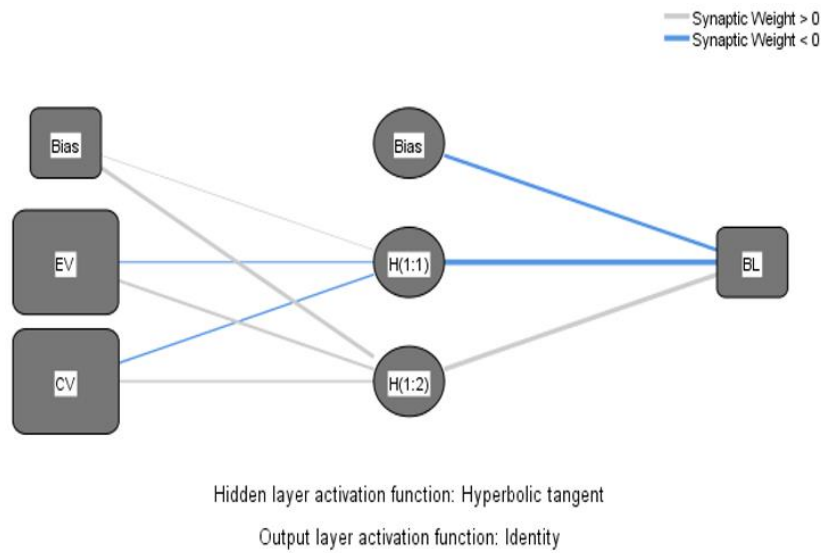 Synaptic Weight > 0
Synaptic Weight < 0
Bias
Bias
EV
H(1:1)
BL
CV
H(1:2)
Hidden layer activation function: Hyperbolic tangent
Output layer activation function: Identity